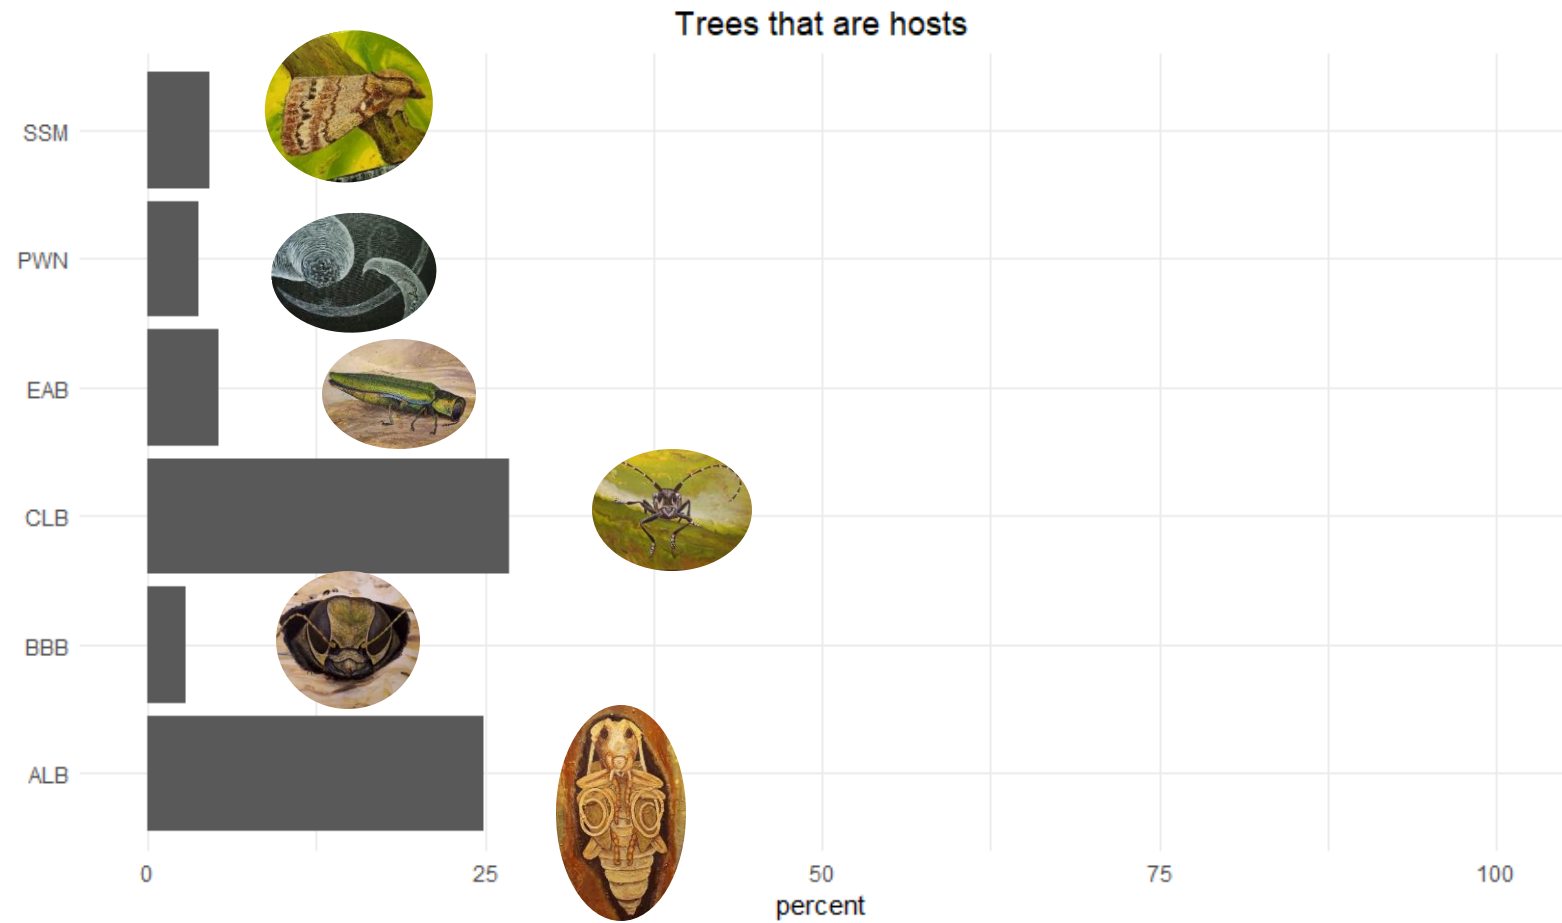 Trees that are hosts
SSM
PWN
EAB
CLB
BBB
ALB
0 25 50 75 100
percent